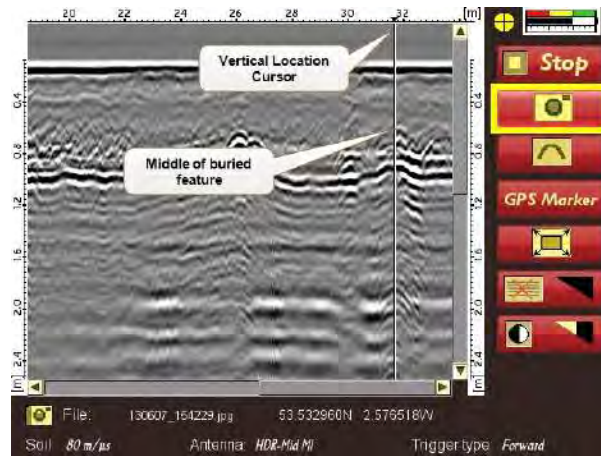 20 22 24 26 28 30 32 [m]
Vertical Location
Cursor
Middle of buried
feature
0.4 0.4
0.8 0.8
1.2 1.2
1.6 1.6
2.0 2.0
2.4 2.4
[m] [m]
Stop
GPS Marker
File: 130607_154229.jpg 53.532960N 2.576518W
Soil: 80 m/µs Antenna: HDR-Mid MI Trigger type: Forward